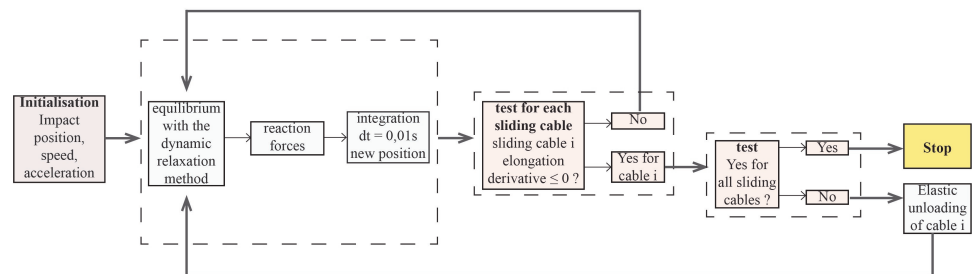 Initialisation
Impact
position,
speed,
acceleration
equilibrium
with the
dynamic
relaxation
method
reaction
forces
integration
dt = 0,01s
new position
test for each
sliding cable
sliding cable i
elongation
derivative ≤ 0 ?
No
Yes for
cable i
test
Yes for
all sliding
cables ?
Yes
No
Stop
Elastic
unloading
of cable i